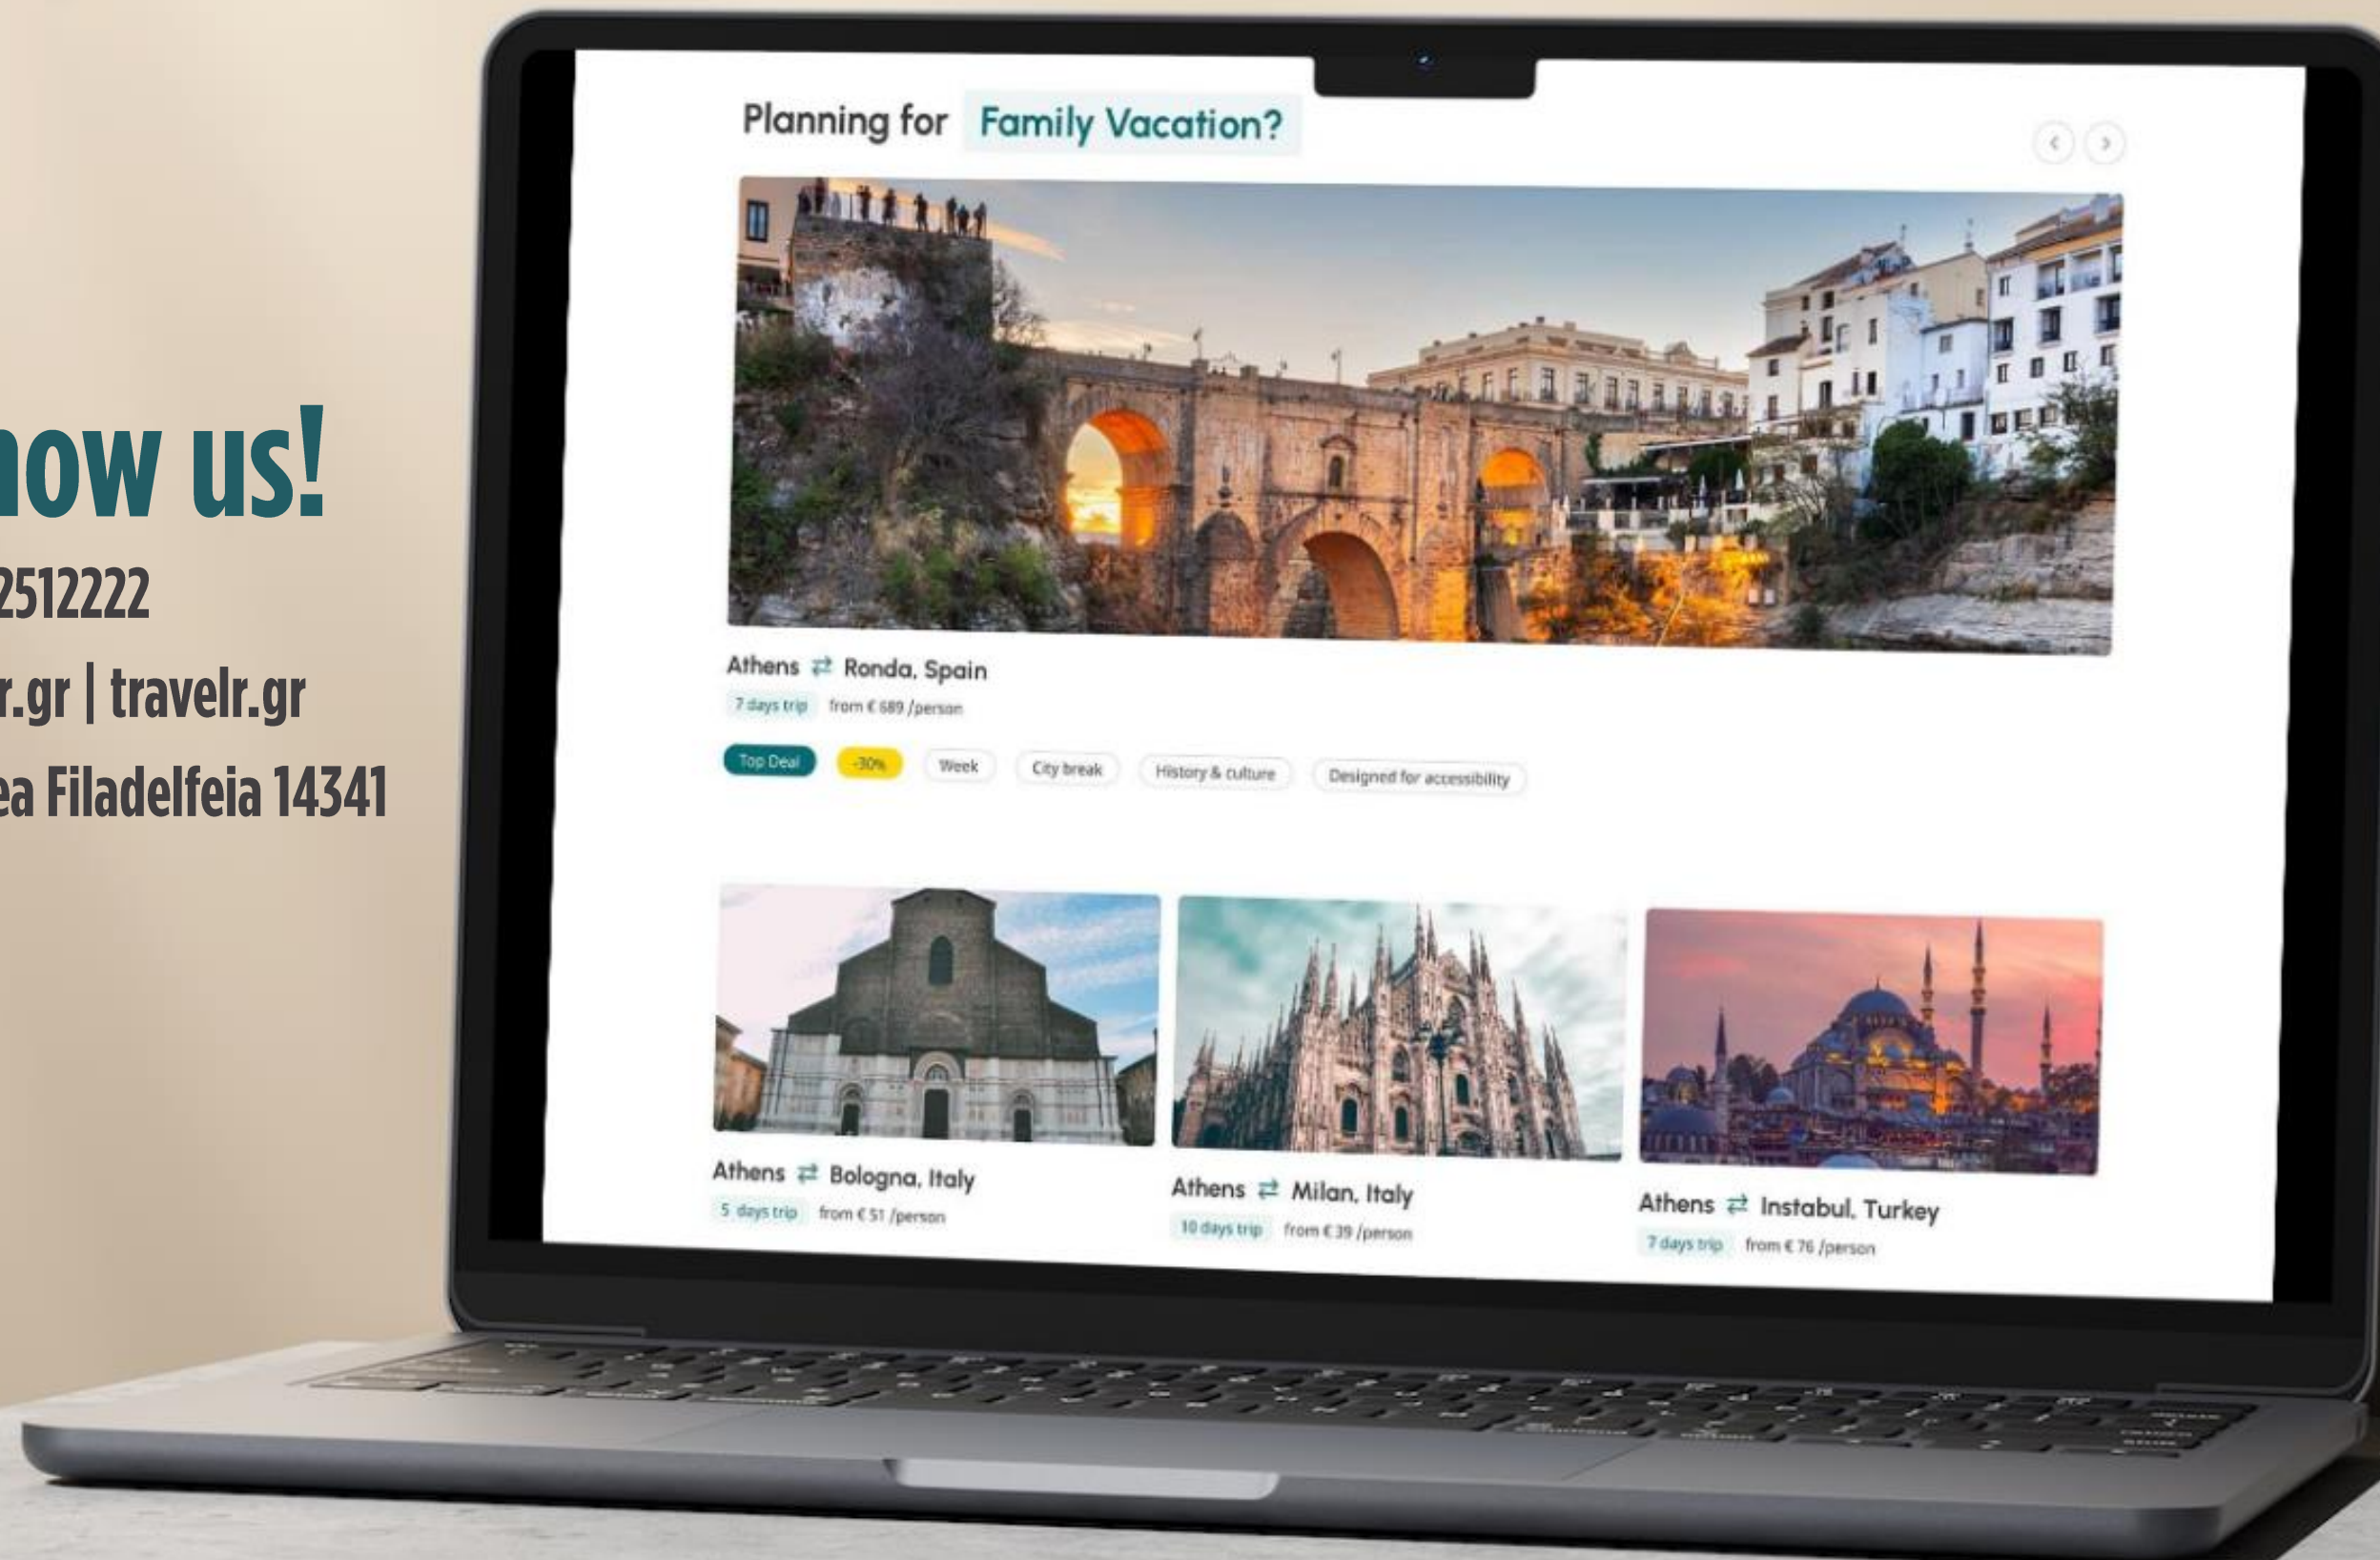 now us!
2512222
r.gr | travelr.gr
ea Filadelfeia 14341
Planning for Family Vacation?
Athens ⇄ Ronda, Spain
7 days trip from € 689 /person
Top Deal -30% Week City break History & culture Designed for accessibility
Athens ⇄ Bologna, Italy
5 days trip from € 51 /person
Athens ⇄ Milan, Italy
10 days trip from € 39 /person
Athens ⇄ Instabul, Turkey
7 days trip from € 76 /person